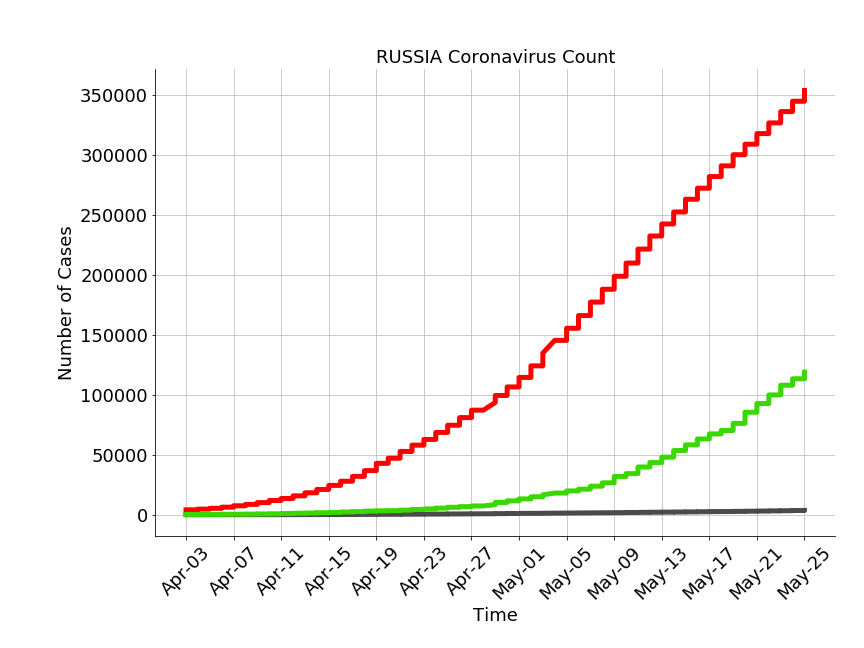 RUSSIA Coronavirus Count
350000
300000
250000
200000
150000
100000
50000
0
Number of Cases
Apr-03 Apr-07 Apr-11 Apr-15 Apr-19 Apr-23 Apr-27 May-01 May-05 May-09 May-13 May-17 May-21 May-25
Time